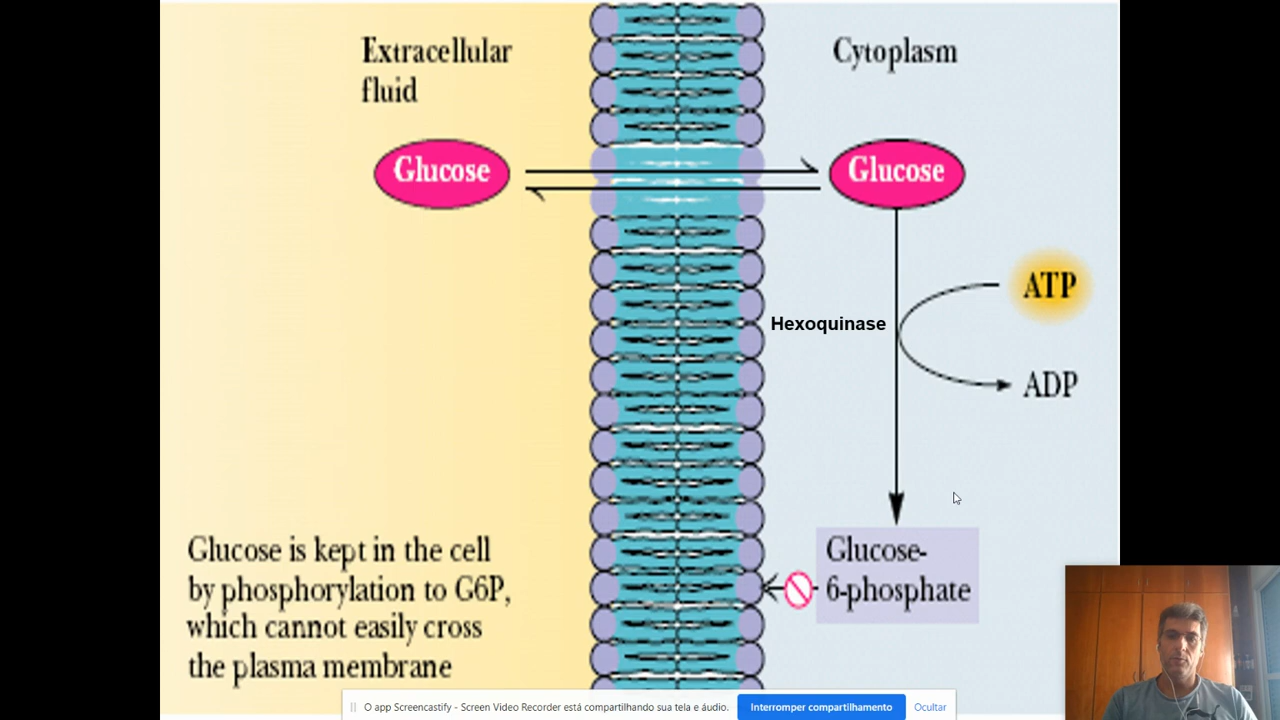 Extracellular
fluid
Cytoplasm
Glucose
Glucose
ATP
Hexoquinase
ADP
Glucose-
6-phosphate
Glucose is kept in the cell
by phosphorylation to G6P,
which cannot easily cross
the plasma membrane
O app Screencastify - Screen Video Recorder está compartilhando sua tela e áudio.
Interromper compartilhamento
Ocultar